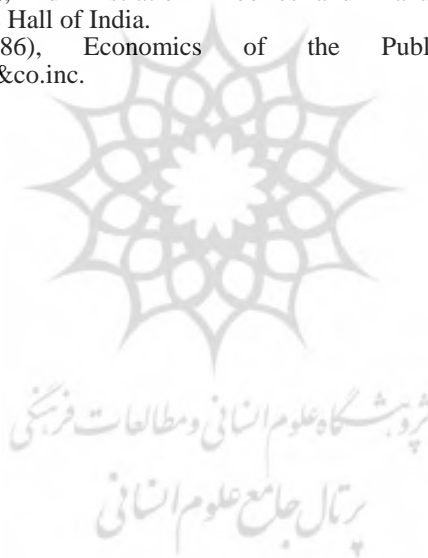 Hall of India.
86), Economics of the Publ
&co.inc.
پژوهشگاه علوم انسانی و مطالعات فرهنگی
پرتال جامع علوم انسانی